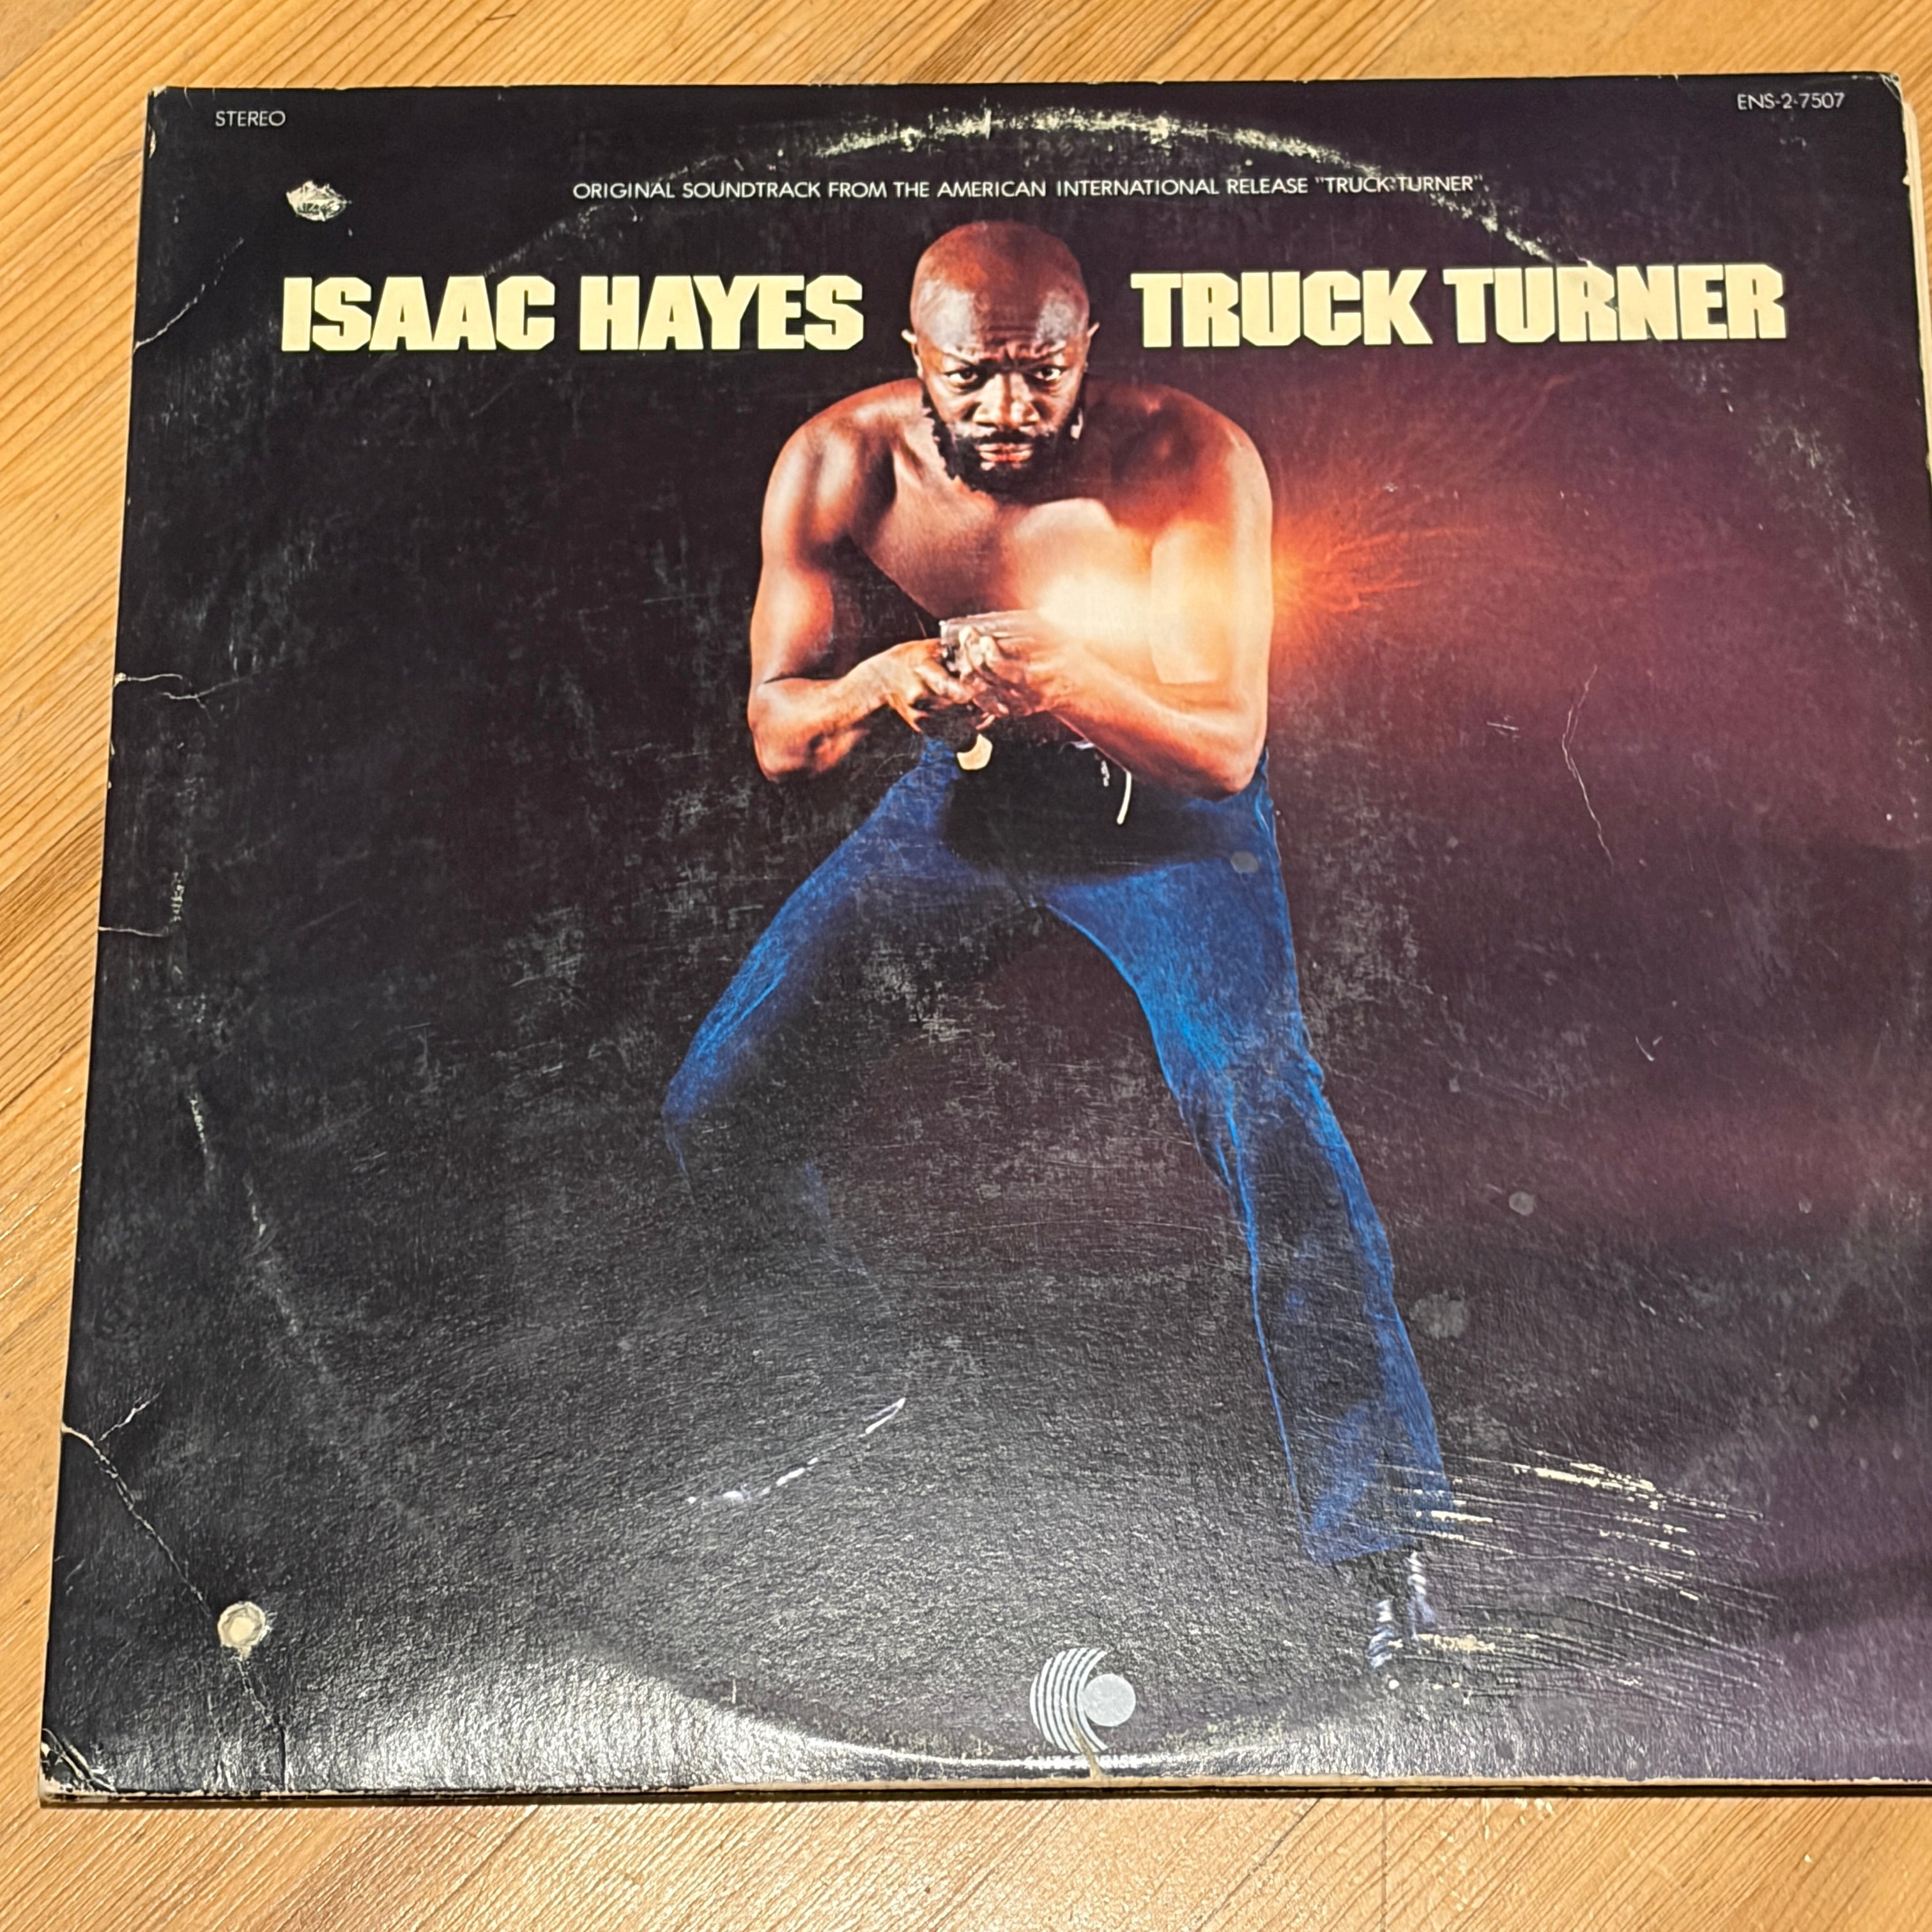 STEREO
ENS-2-7507
ORIGINAL SOUNDTRACK FROM THE AMERICAN INTERNATIONAL RELEASE "TRUCK TURNER"
ISAAC HAYES
TRUCK TURNER